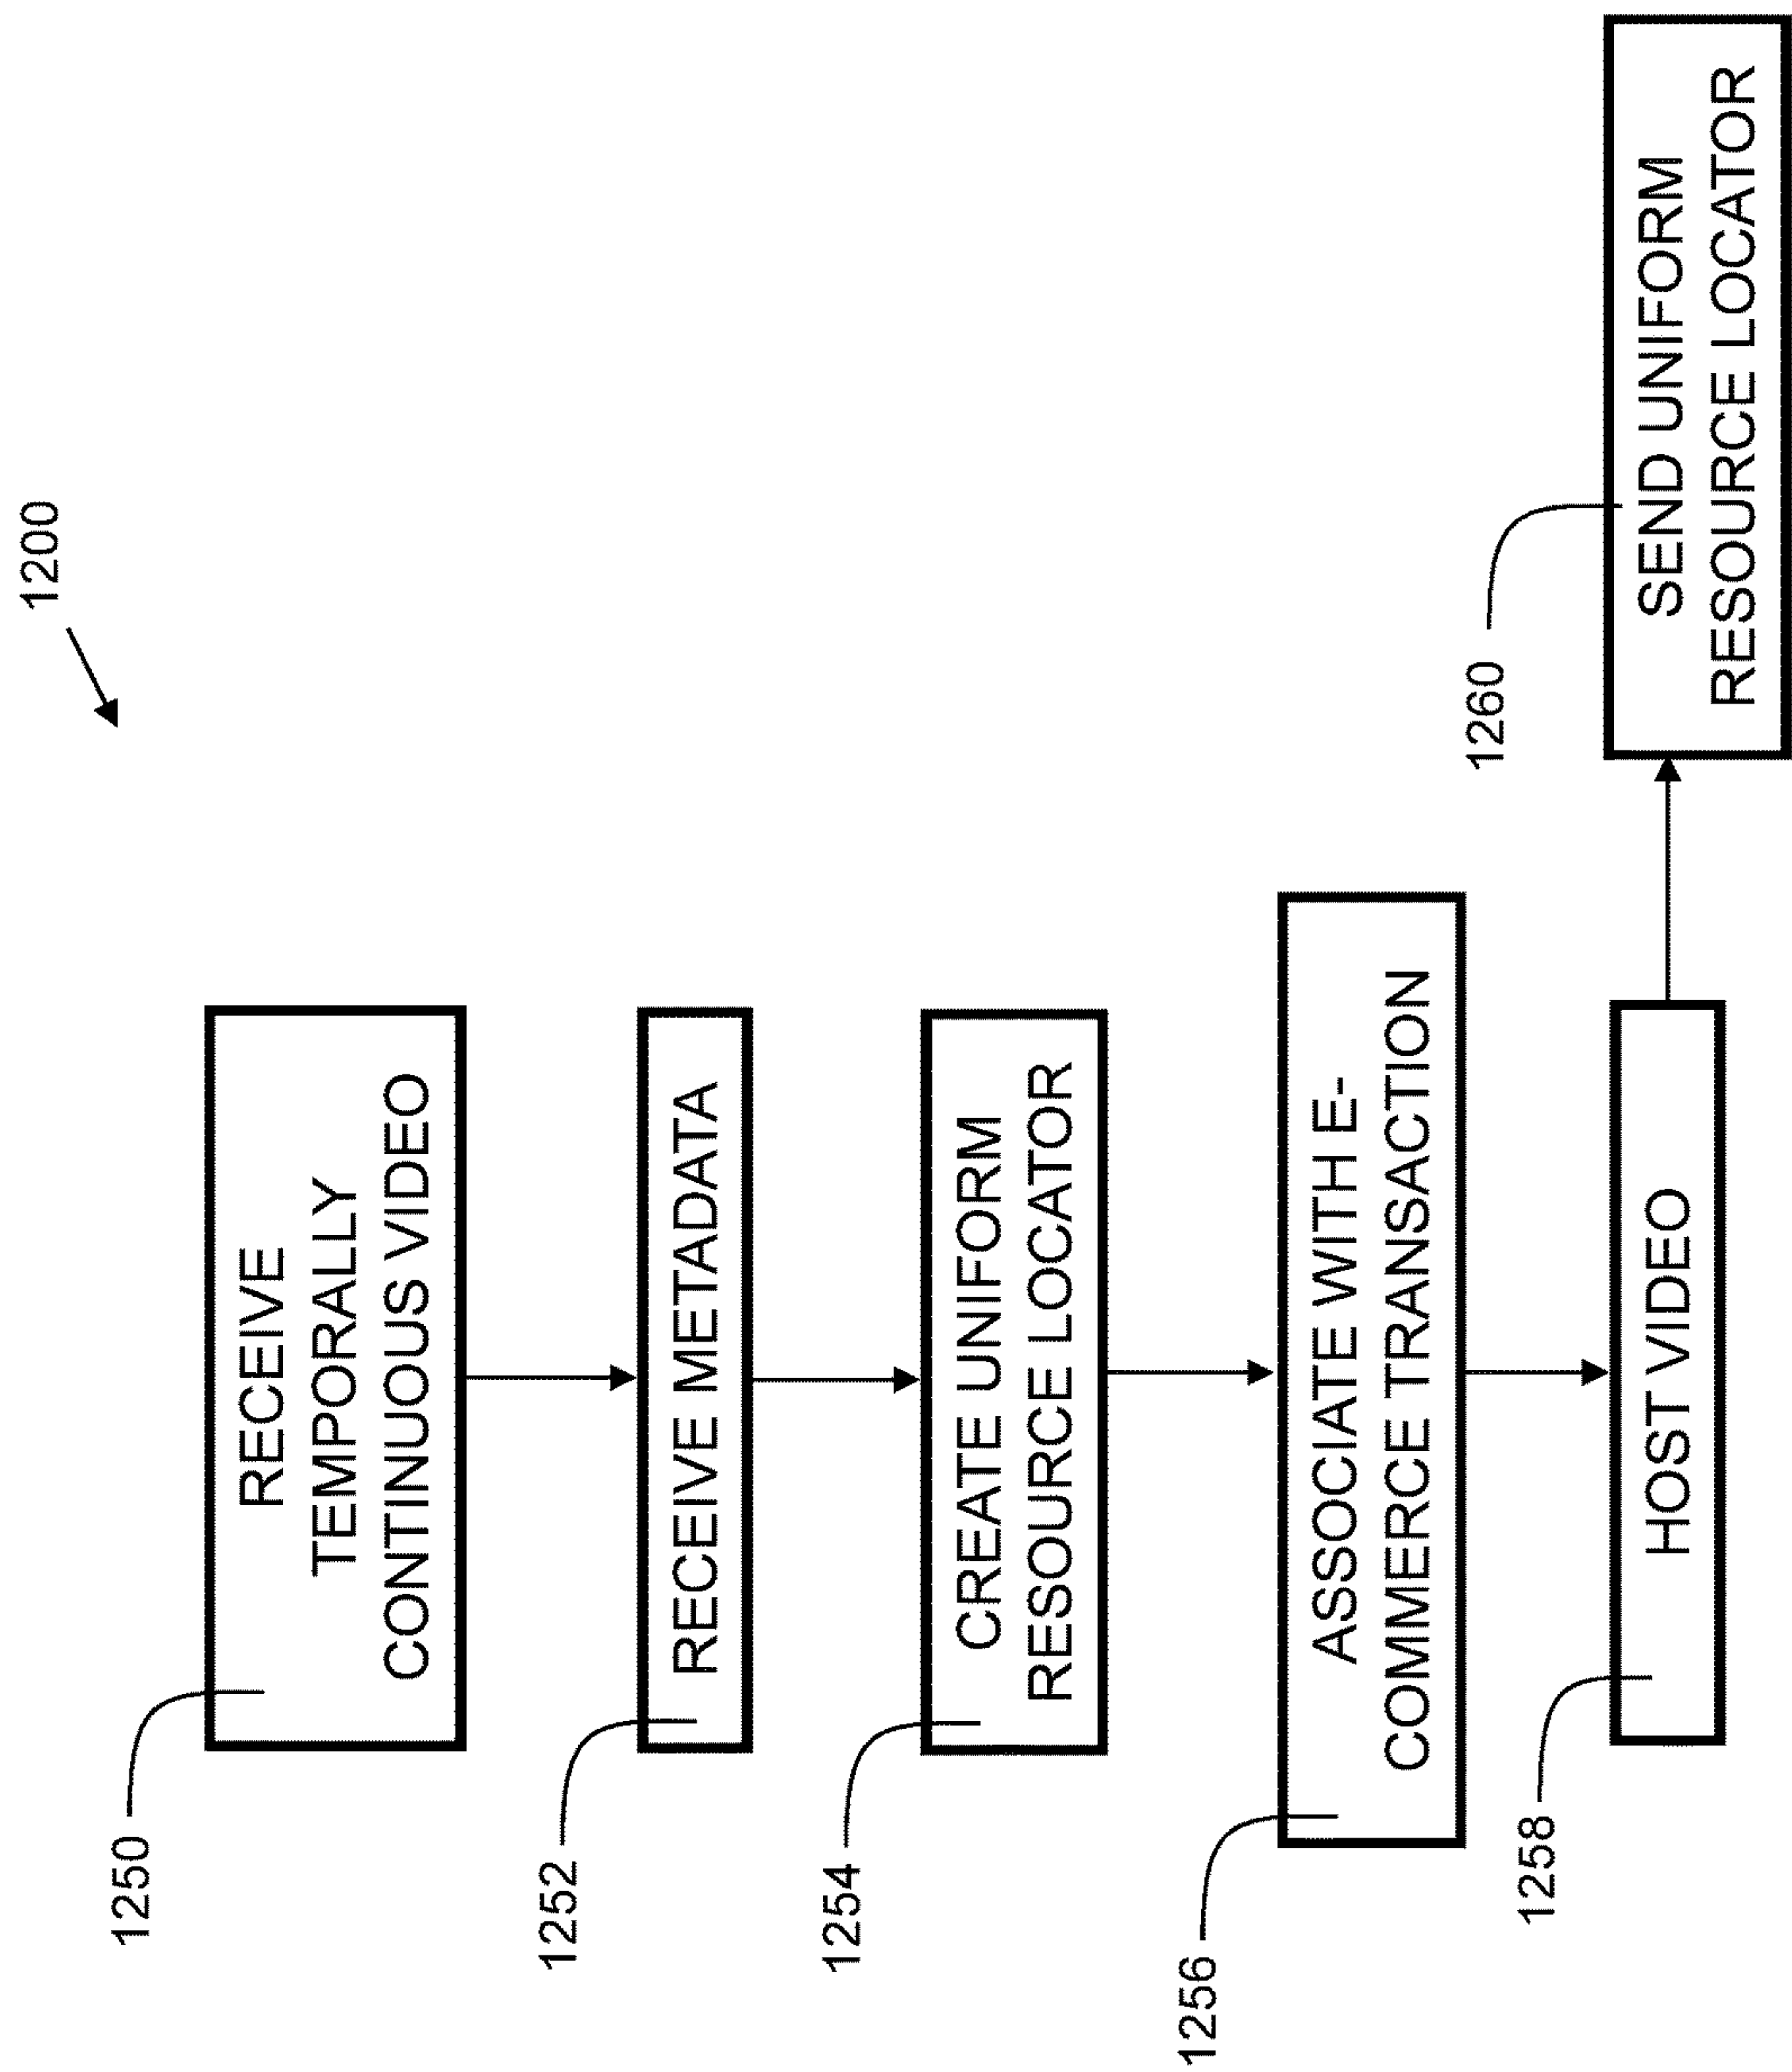 1200
1250
RECEIVE
TEMPORALLY
CONTINUOUS VIDEO
1252
RECEIVE METADATA
1254
CREATE UNIFORM
RESOURCE LOCATOR
1256
ASSOCIATE WITH E-
COMMERCE TRANSACTION
1258
HOST VIDEO
1260
SEND UNIFORM
RESOURCE LOCATOR